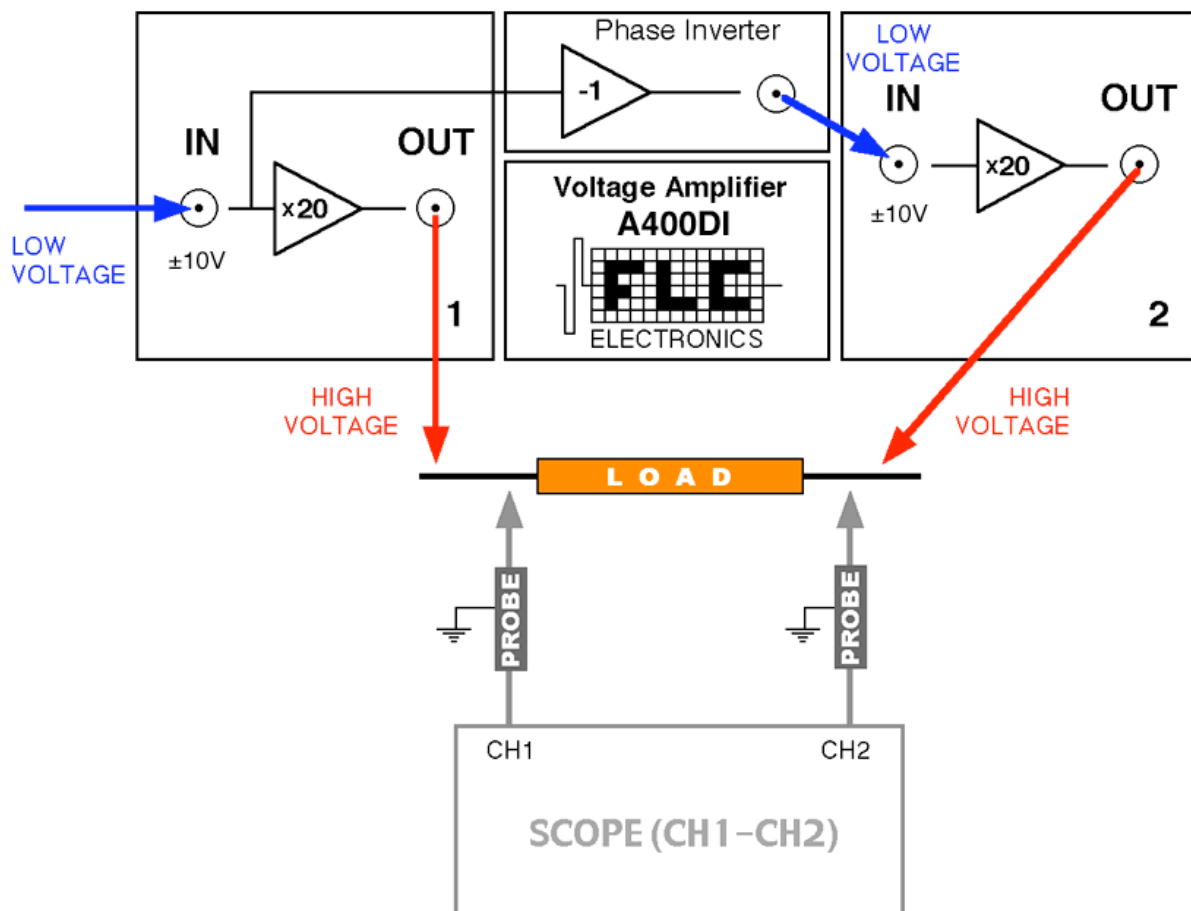 IN
OUT
x20
±10V
LOW
VOLTAGE
1
Phase Inverter
-1
Voltage Amplifier
A400DI
FLC
ELECTRONICS
LOW
VOLTAGE
IN
OUT
x20
±10V
2
HIGH
VOLTAGE
HIGH
VOLTAGE
LOAD
PROBE
PROBE
CH1
CH2
SCOPE (CH1-CH2)